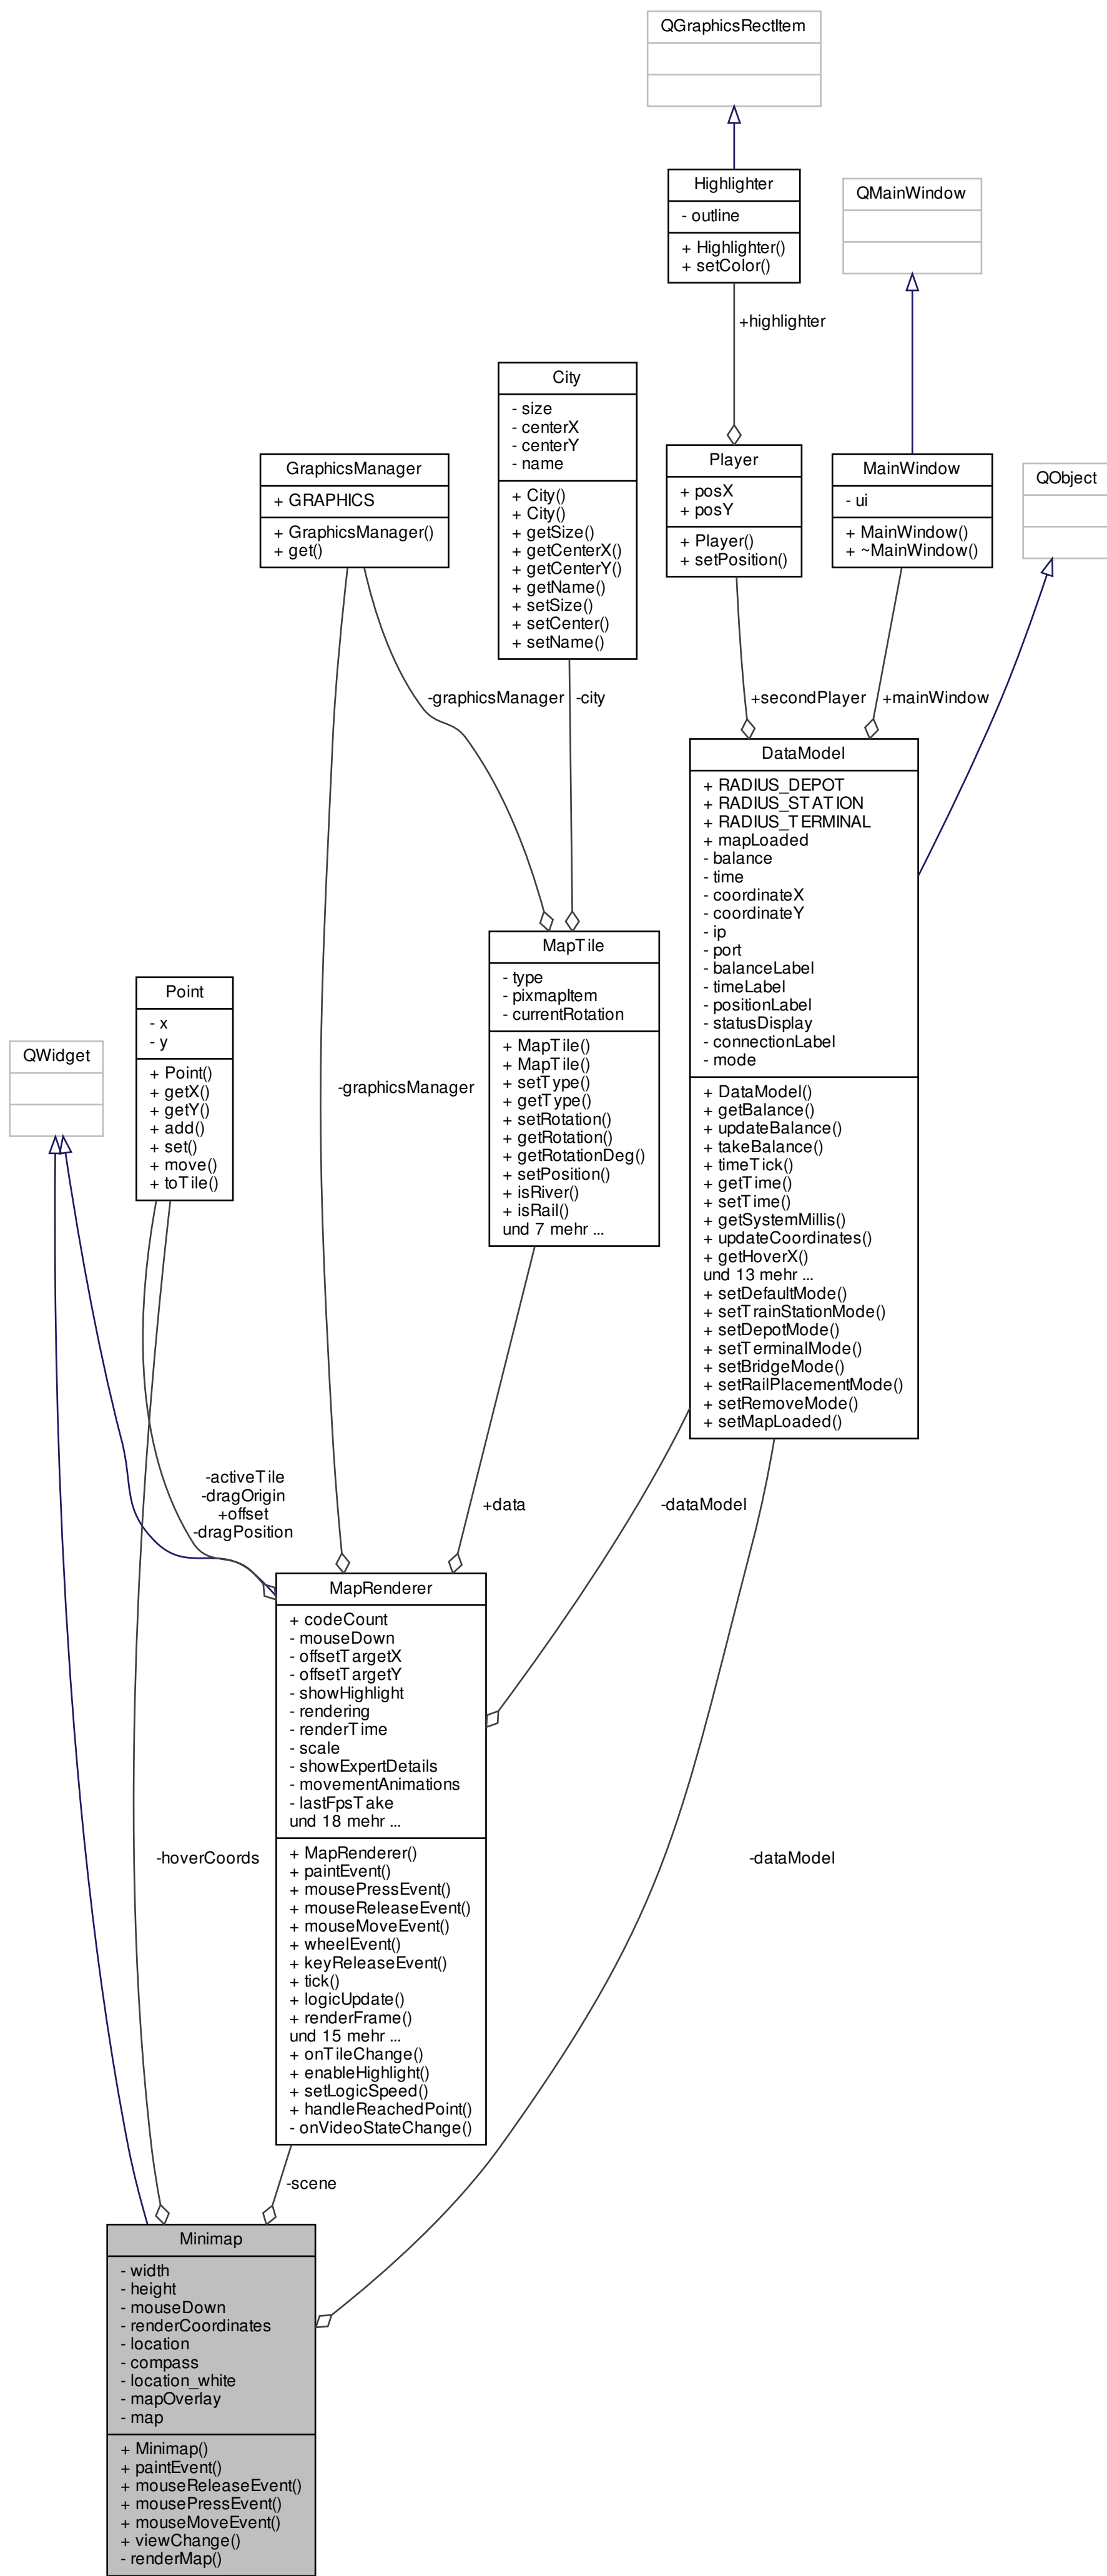 QGraphicsRectItem
Highlighter
- outline
+ Highlighter()
+ setColor()
QMainWindow
+highlighter
City
- size
- centerX
- centerY
- name
+ City()
+ City()
+ getSize()
+ getCenterX()
+ getCenterY()
+ getName()
+ setSize()
+ setCenter()
+ setName()
GraphicsManager
+ GRAPHICS
+ GraphicsManager()
+ get()
Player
+ posX
+ posY
+ Player()
+ setPosition()
MainWindow
- ui
+ MainWindow()
+ ~MainWindow()
QObject
-graphicsManager
-city
+secondPlayer
+mainWindow
DataModel
+ RADIUS_DEPOT
+ RADIUS_STATION
+ RADIUS_TERMINAL
+ mapLoaded
- balance
- time
- coordinateX
- coordinateY
- ip
- port
- balanceLabel
- timeLabel
- positionLabel
- statusDisplay
- connectionLabel
- mode
+ DataModel()
+ getBalance()
+ updateBalance()
+ takeBalance()
+ timeTick()
+ getTime()
+ setTime()
+ getSystemMillis()
+ updateCoordinates()
+ getHoverX()
und 13 mehr ...
+ setDefaultMode()
+ setTrainStationMode()
+ setDepotMode()
+ setTerminalMode()
+ setBridgeMode()
+ setRailPlacementMode()
+ setRemoveMode()
+ setMapLoaded()
MapTile
- type
- pixmapItem
- currentRotation
+ MapTile()
+ MapTile()
+ setType()
+ getType()
+ setRotation()
+ getRotation()
+ getRotationDeg()
+ setPosition()
+ isRiver()
+ isRail()
und 7 mehr ...
Point
- x
- y
+ Point()
+ getX()
+ getY()
+ add()
+ set()
+ move()
+ toTile()
QWidget
-graphicsManager
-activeTile
-dragOrigin
+offset
-dragPosition
+data
-dataModel
MapRenderer
+ codeCount
- mouseDown
- offsetTargetX
- offsetTargetY
- showHighlight
- rendering
- renderTime
- scale
- showExpertDetails
- movementAnimations
- lastFpsTake
und 18 mehr ...
+ MapRenderer()
+ paintEvent()
+ mousePressEvent()
+ mouseReleaseEvent()
+ mouseMoveEvent()
+ wheelEvent()
+ keyReleaseEvent()
+ tick()
+ logicUpdate()
+ renderFrame()
und 15 mehr ...
+ onTileChange()
+ enableHighlight()
+ setLogicSpeed()
+ handleReachedPoint()
- onVideoStateChange()
-hoverCoords
-dataModel
-scene
Minimap
- width
- height
- mouseDown
- renderCoordinates
- location
- compass
- location_white
- mapOverlay
- map
+ Minimap()
+ paintEvent()
+ mouseReleaseEvent()
+ mousePressEvent()
+ mouseMoveEvent()
+ viewChange()
- renderMap()